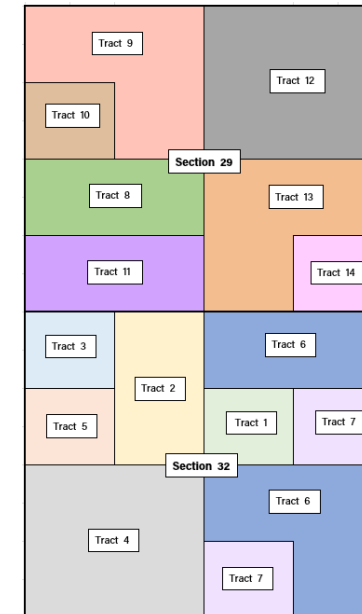 Tract 9
Tract 12
Tract 10
Section 29
Tract 8
Tract 13
Tract 11
Tract 14
Tract 3
Tract 6
Tract 2
Tract 5
Tract 1
Tract 7
Section 32
Tract 6
Tract 4
Tract 7